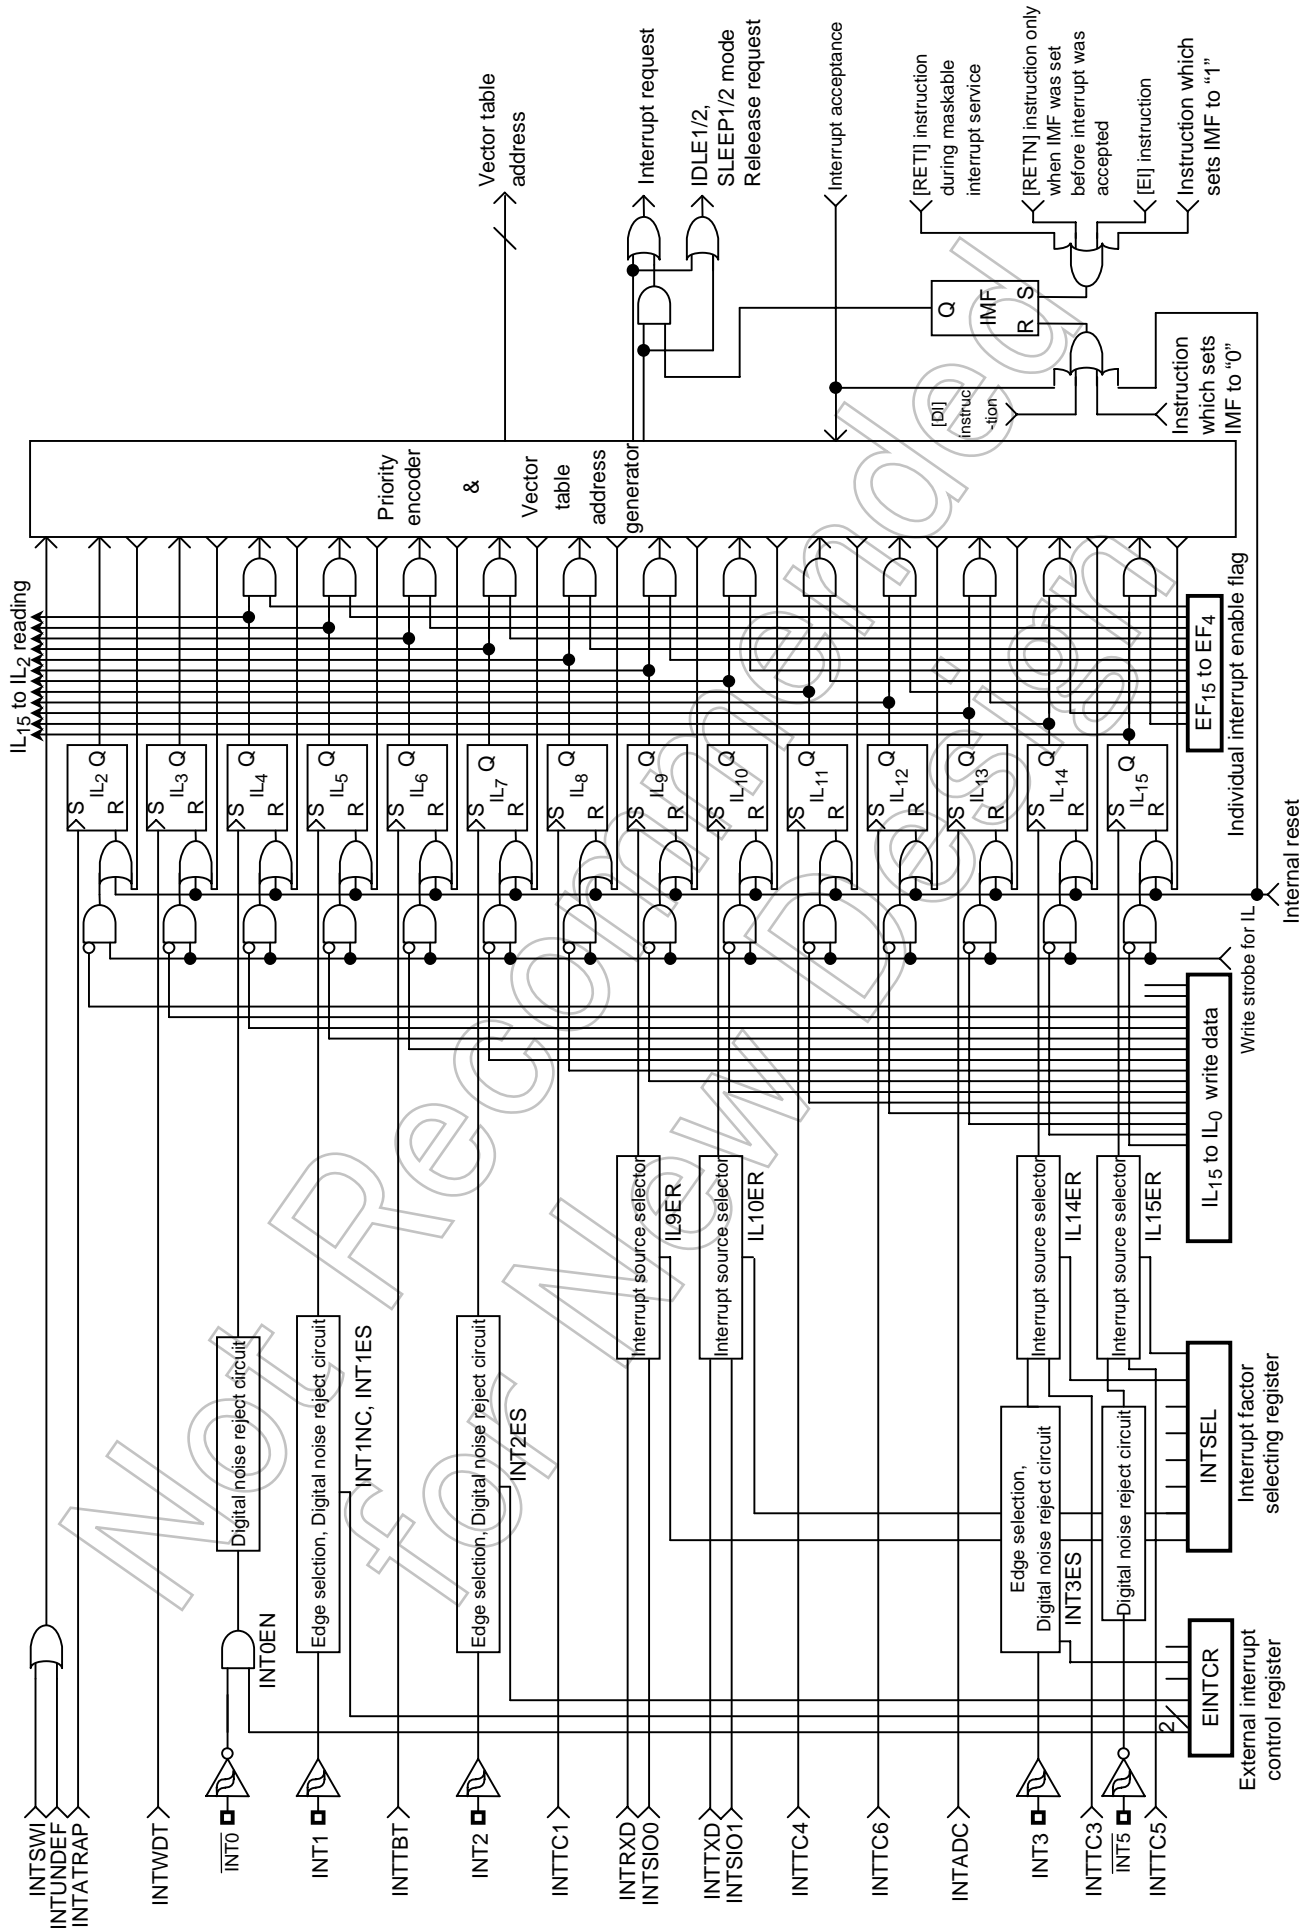 INTSWI
INTUNDEF
INTATRAP
INTWDT
INT0
INT1
INTTBT
INT2
INTTC1
INTRXD
INTSIO0
INTTXD
INTSIO1
INTTC4
INTTC6
INTADC
INT3
INTTC3
INT5
INTTC5
INT0EN
Digital noise reject circuit
Edge selction, Digital noise reject circuit
INT1NC, INT1ES
Edge selction, Digital noise reject circuit
INT2ES
Edge selection,
Digital noise reject circuit
INT3ES
Digital noise reject circuit
2
EINTCR
External interrupt
control register
Interrupt source selector
IL9ER
Interrupt source selector
IL10ER
Interrupt source selector
IL14ER
Interrupt source selector
IL15ER
INTSEL
Interrupt factor
selecting register
IL15 to IL0 write data
Write strobe for IL
Internal reset
S IL2 Q
S IL3 Q R
S IL4 Q R
S IL5 Q R
S IL6 Q R
S IL7 Q R
S IL8 Q R
S IL9 Q R
S IL10 Q R
S IL11 Q R
S IL12 Q R
S IL13 Q R
S IL14 Q R
S IL15 Q R
IL15 to IL2 reading
EF15 to EF4
Individual interrupt enable flag
Priority
encoder
&
Vector
table
address
generator
Vector table
address
Interrupt request
IDLE1/2,
SLEEP1/2 mode
Releease request
Interrupt acceptance
[RETI] instruction
during maskable
interrupt service
[RETN] instruction only
when IMF was set
before interrupt was
accepted
[EI] instruction
Instruction which
sets IMF to “1”
Q
IMF
R S
[DI]
instruc
-tion
Instruction
which sets
IMF to “0”
Not Recommended
for New Design